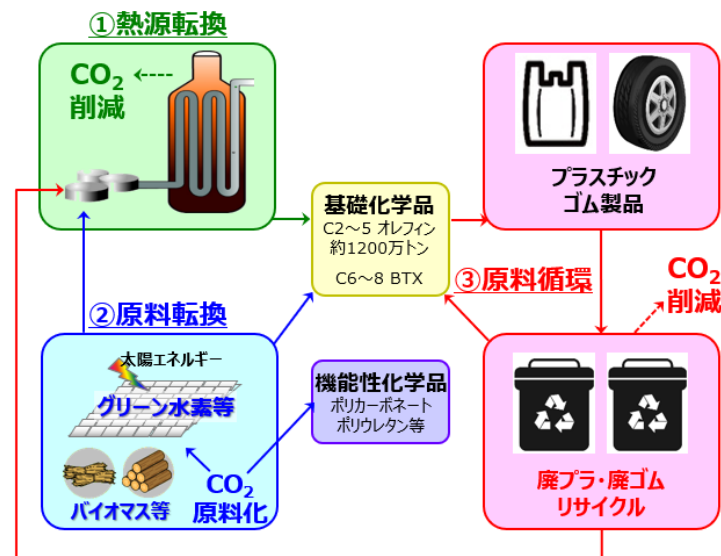 ①熱源転換
CO2
削減
プラスチック
ゴム製品
基礎化学品
C2～5 オレフィン
約1200万トン
C6～8 BTX
③原料循環
CO2
削減
②原料転換
太陽エネルギー
グリーン水素等
機能性化学品
ポリカーボネート
ポリウレタン等
バイオマス等
CO2
原料化
廃プラ・廃ゴム
リサイクル